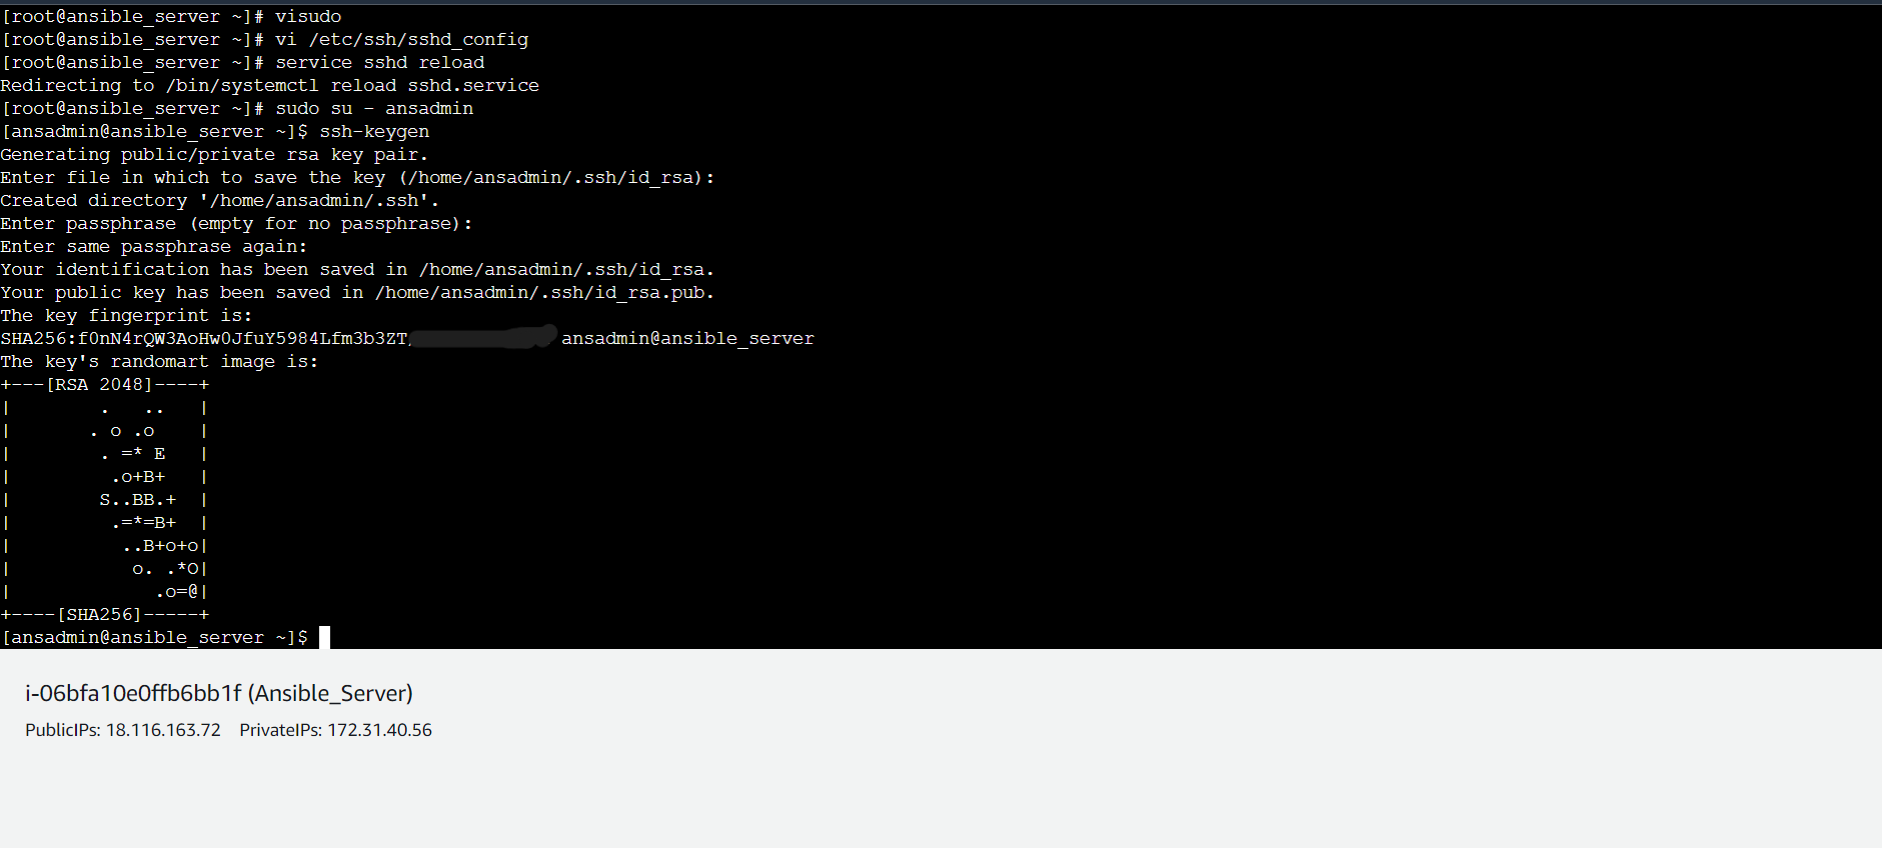 [root@ansible_server ~]# visudo
[root@ansible_server ~]# vi /etc/ssh/sshd_config
[root@ansible_server ~]# service sshd reload
Redirecting to /bin/systemctl reload sshd.service
[root@ansible_server ~]# sudo su - ansadmin
[ansadmin@ansible_server ~]$ ssh-keygen
Generating public/private rsa key pair.
Enter file in which to save the key (/home/ansadmin/.ssh/id_rsa):
Created directory '/home/ansadmin/.ssh'.
Enter passphrase (empty for no passphrase):
Enter same passphrase again:
Your identification has been saved in /home/ansadmin/.ssh/id_rsa.
Your public key has been saved in /home/ansadmin/.ssh/id_rsa.pub.
The key fingerprint is:
SHA256:f0nN4rQW3AoHw0JfuY5984Lfm3b3ZT ansadmin@ansible_server
The key's randomart image is:
+---[RSA 2048]----+
|        .   ..   |
|       . o .o    |
|        . =* E   |
|         .o+B+   |
|        S..BB.+  |
|         .=*=B+  |
|          ..B+o+o|
|           o. .*O|
|             .o=@|
+----[SHA256]-----+
[ansadmin@ansible_server ~]$
i-06bfa10e0ffb6bb1f (Ansible_Server)
PublicIPs: 18.116.163.72 PrivateIPs: 172.31.40.56